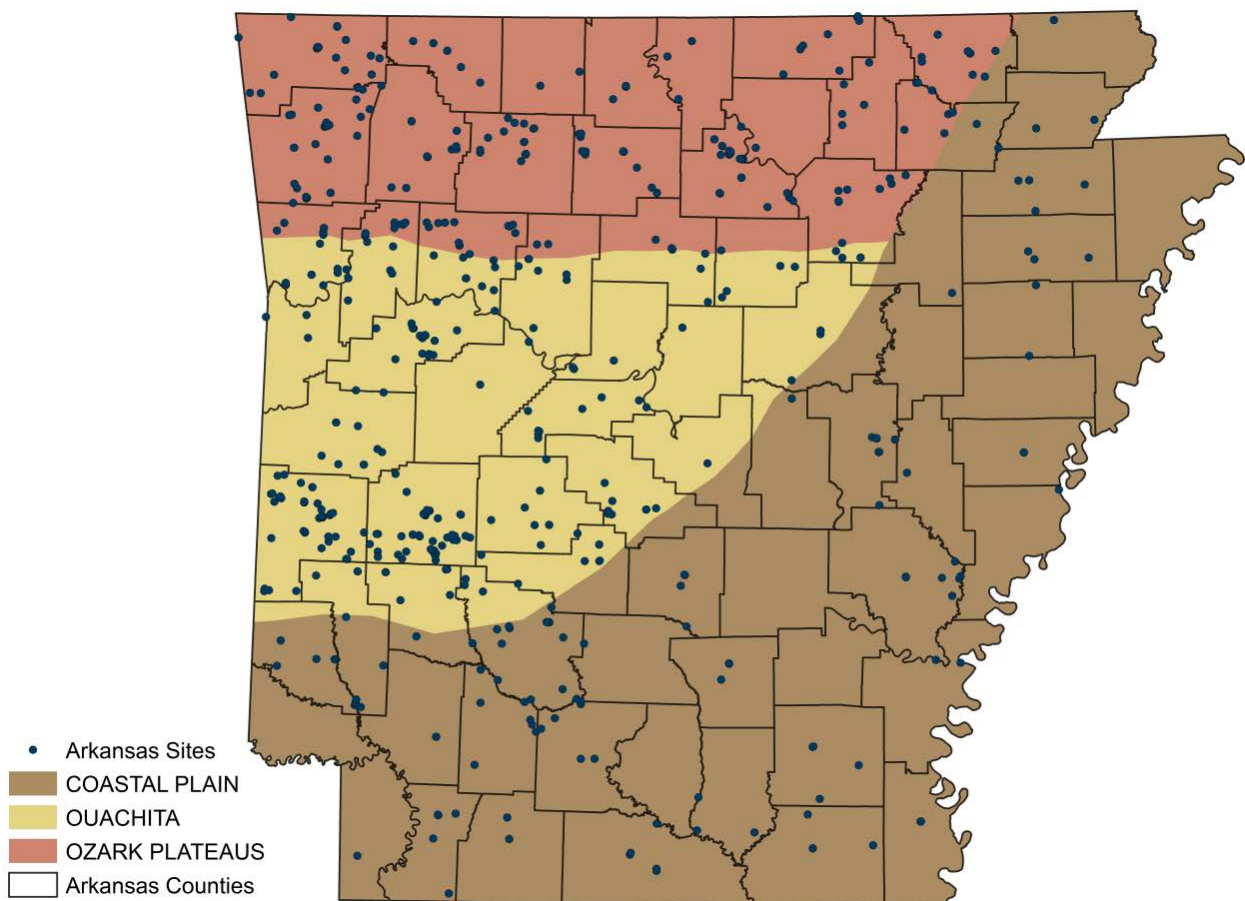 Arkansas Sites
COASTAL PLAIN
OUACHITA
OZARK PLATEAUS
Arkansas Counties